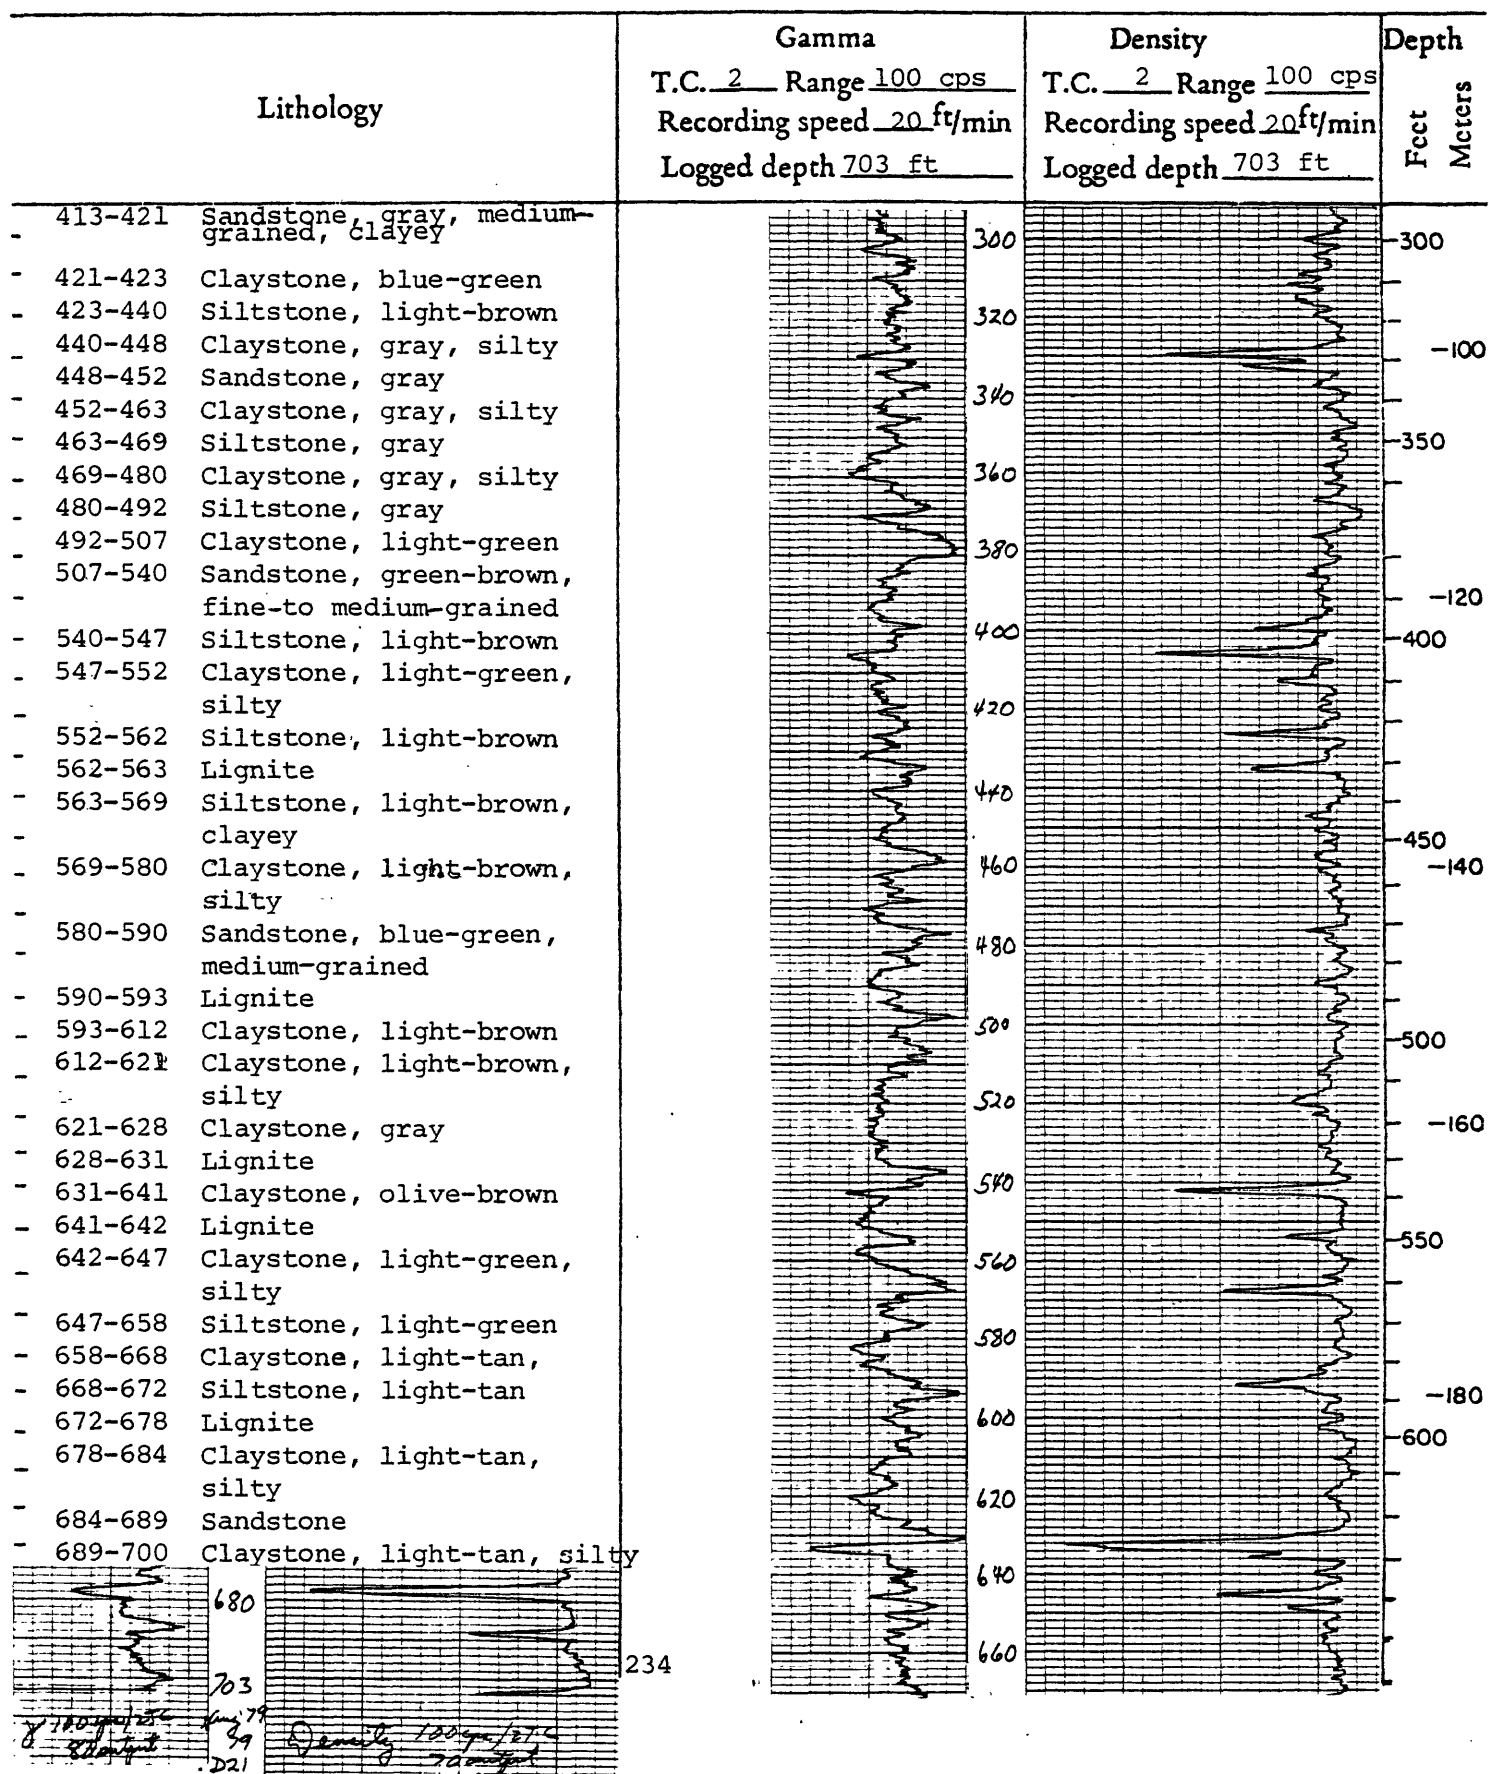 Lithology
Gamma
T.C. 2 Range 100 cps
Recording speed 20 ft/min
Logged depth 703 ft
Density
T.C. 2 Range 100 cps
Recording speed 20 ft/min
Logged depth 703 ft
Depth
Feet
Meters
413-421 Sandstone, gray, medium-
grained, clayey
421-423 Claystone, blue-green
423-440 Siltstone, light-brown
440-448 Claystone, gray, silty
448-452 Sandstone, gray
452-463 Claystone, gray, silty
463-469 Siltstone, gray
469-480 Claystone, gray, silty
480-492 Siltstone, gray
492-507 Claystone, light-green
507-540 Sandstone, green-brown,
fine-to medium-grained
540-547 Siltstone, light-brown
547-552 Claystone, light-green,
silty
552-562 Siltstone, light-brown
562-563 Lignite
563-569 Siltstone, light-brown,
clayey
569-580 Claystone, light-brown,
silty
580-590 Sandstone, blue-green,
medium-grained
590-593 Lignite
593-612 Claystone, light-brown
612-621 Claystone, light-brown,
silty
621-628 Claystone, gray
628-631 Lignite
631-641 Claystone, olive-brown
641-642 Lignite
642-647 Claystone, light-green,
silty
647-658 Siltstone, light-green
658-668 Claystone, light-tan,
668-672 Siltstone, light-tan
672-678 Lignite
678-684 Claystone, light-tan,
silty
684-689 Sandstone
689-700 Claystone, light-tan, silty
300
320
340
360
380
400
420
440
460
480
500
520
540
560
580
600
620
640
660
-300
-100
-350
-120
-400
-450
-140
-500
-160
-550
-180
-600
680
703
234
79
D21
Density 100 cps/2TC